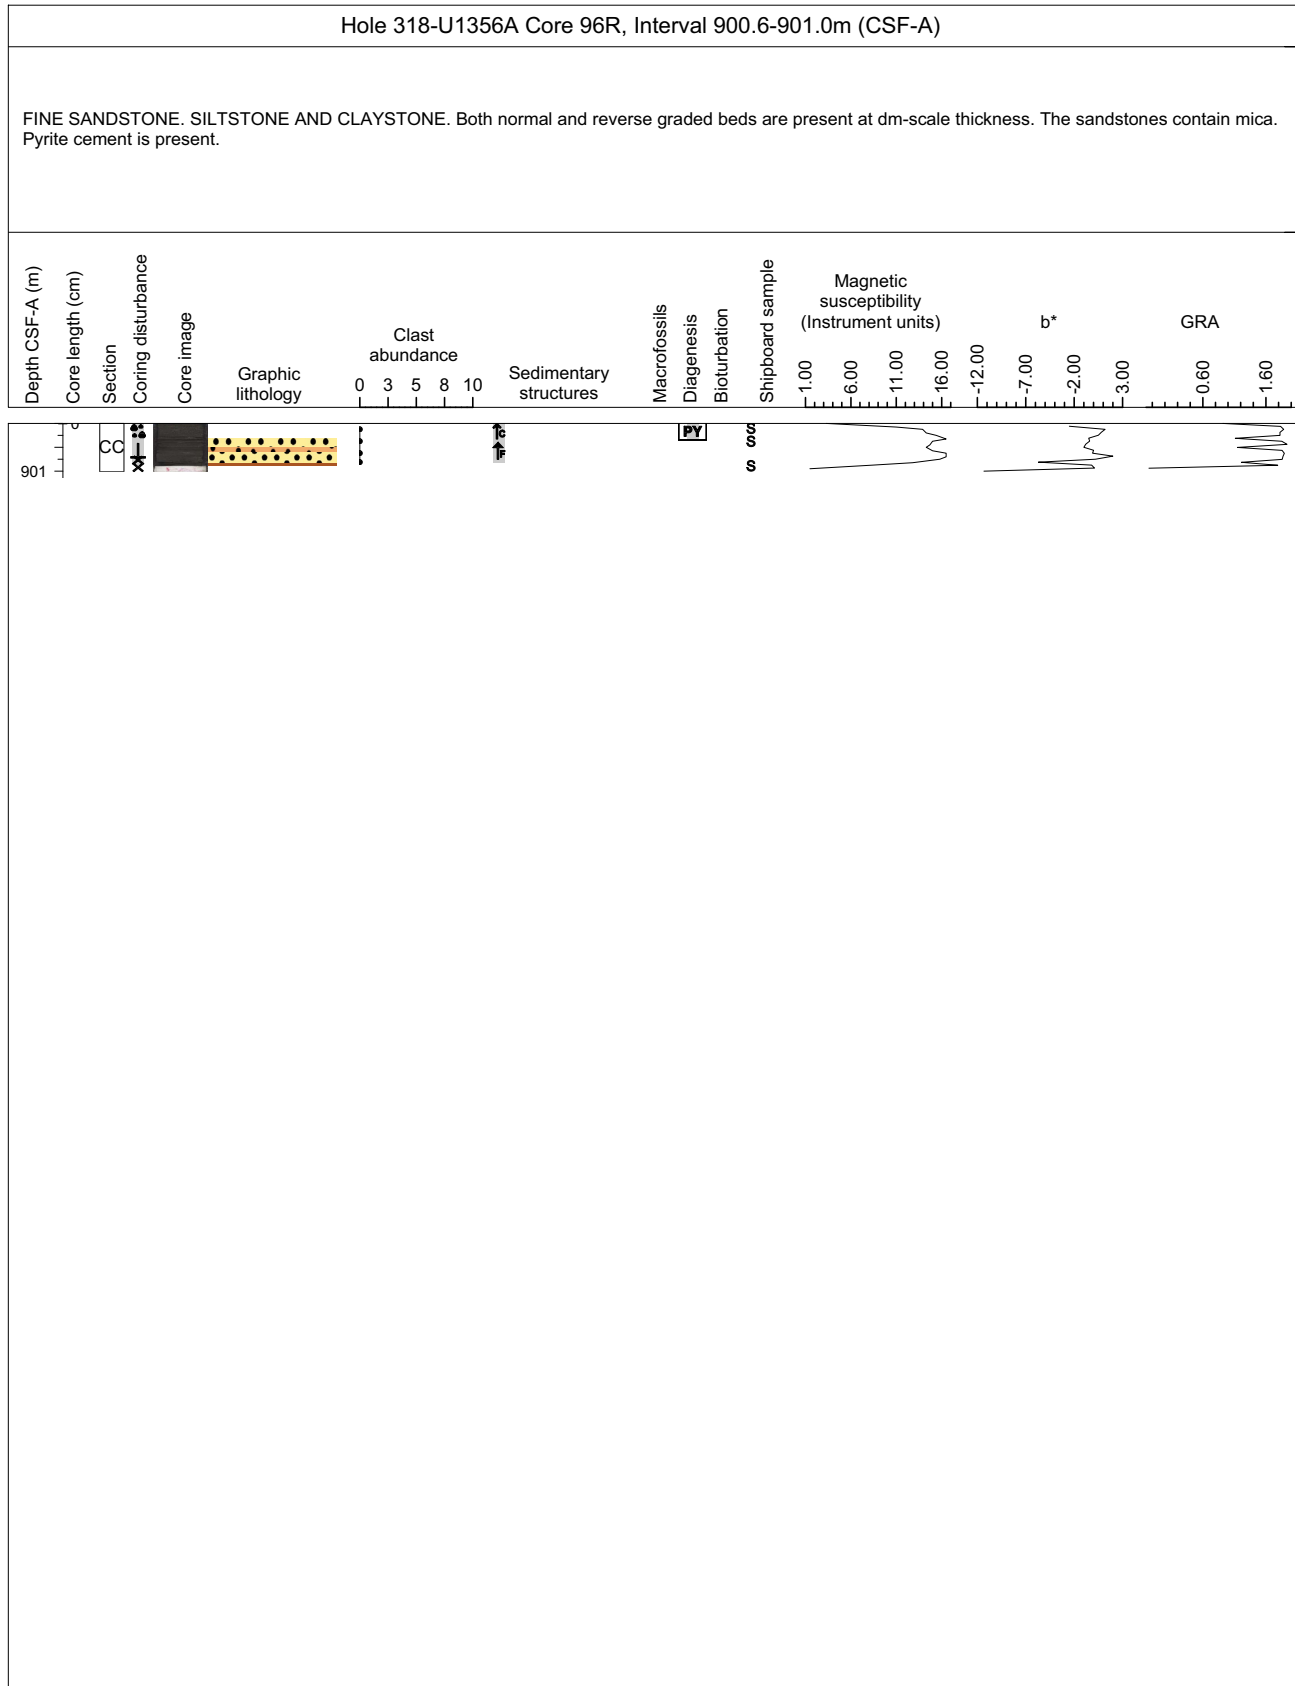 Hole 318-U1356A Core 96R, Interval 900.6-901.0m (CSF-A)
FINE SANDSTONE. SILTSTONE AND CLAYSTONE. Both normal and reverse graded beds are present at dm-scale thickness. The sandstones contain mica.
Pyrite cement is present.
Depth CSF-A (m)
Core length (cm)
Section
Coring disturbance
Core image
Graphic
lithology
Clast
abundance
0 3 5 8 10
Sedimentary
structures
Macrofossils
Diagenesis
Bioturbation
Shipboard sample
Magnetic
susceptibility
(Instrument units)
1.00 6.00 11.00 16.00
b*
-12.00 -7.00 -2.00 3.00
GRA
0.60 1.60
0
CC
C
F
PY
S
S
S
901